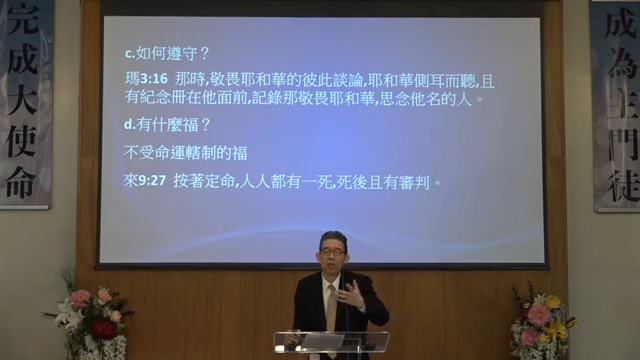 完成大使命
c.如何遵守？
瑪3:16 那時,敬畏耶和華的彼此談論,耶和華側耳而聽,且
有紀念冊在他面前,記錄那敬畏耶和華,思念他名的人。
d.有什麼福？
不受命運轄制的福
來9:27 按著定命,人人都有一死,死後且有審判。
成為主門徒